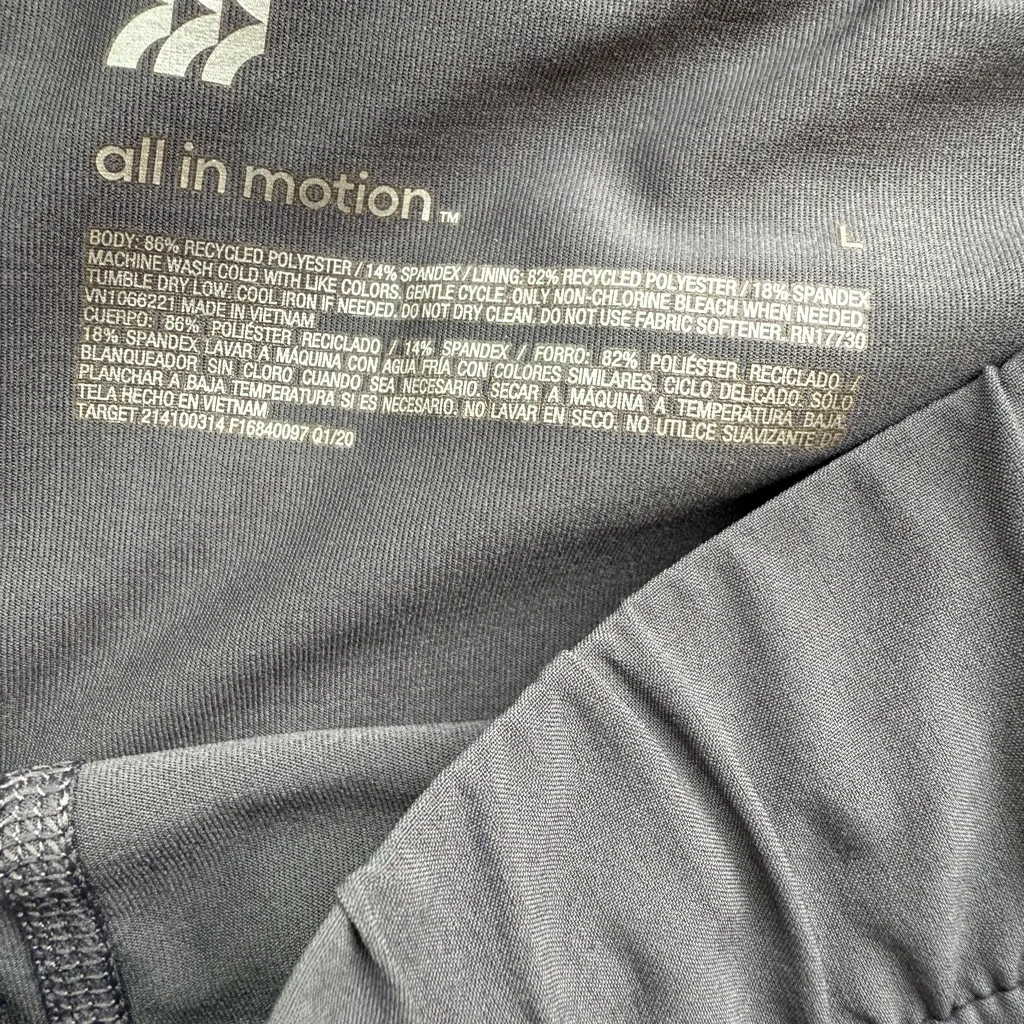 all in motion™
L
BODY: 86% RECYCLED POLYESTER / 14% SPANDEX / LINING: 82% RECYCLED POLYESTER / 18% SPANDEX
MACHINE WASH COLD WITH LIKE COLORS. GENTLE CYCLE. ONLY NON-CHLORINE BLEACH WHEN NEEDED.
TUMBLE DRY LOW. COOL IRON IF NEEDED. DO NOT DRY CLEAN. DO NOT USE FABRIC SOFTENER. RN17730
VN1066221 MADE IN VIETNAM
CUERPO: 86% POLIÉSTER RECICLADO / 14% SPANDEX / FORRO: 82% POLIÉSTER RECICLADO /
18% SPANDEX LAVAR A MÁQUINA CON AGUA FRÍA CON COLORES SIMILARES. CICLO DELICADO. SÓLO
BLANQUEADOR SIN CLORO CUANDO SEA NECESARIO. SECAR A MÁQUINA A TEMPERATURA BAJA.
PLANCHAR A BAJA TEMPERATURA SI ES NECESARIO. NO LAVAR EN SECO. NO UTILICE SUAVIZANTE DE
TELA HECHO EN VIETNAM
TARGET 214100314 F16840097 Q1/20